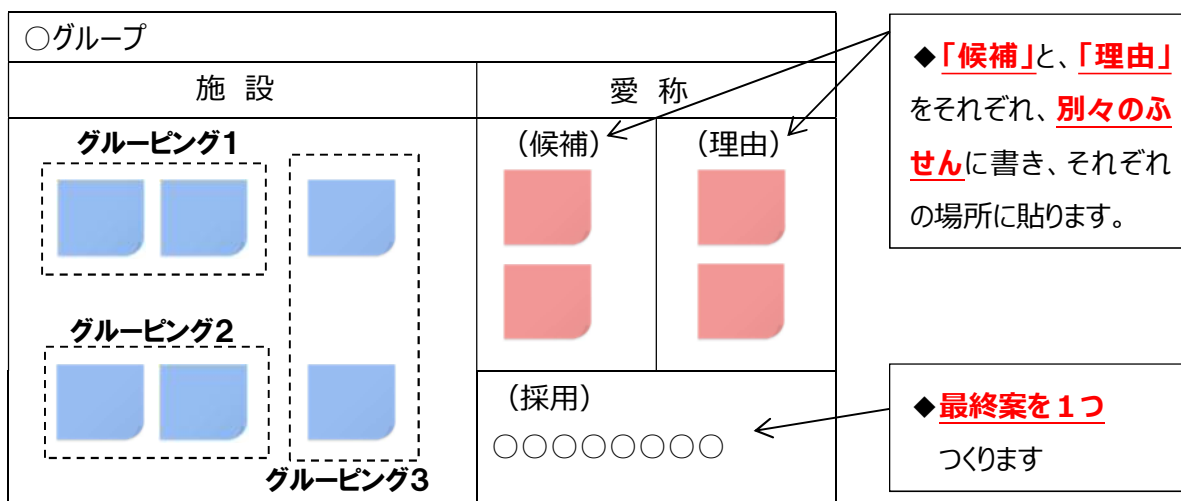 ○グループ
施 設
愛 称
グルーピング1
グルーピング2
グルーピング3
(候補)
(理由)
(採用)
○○○○○○○○
◆「候補」と、「理由」
をそれぞれ、別々のふ
せんに書き、それぞれ
の場所に貼ります。
◆最終案を1つ
つくります